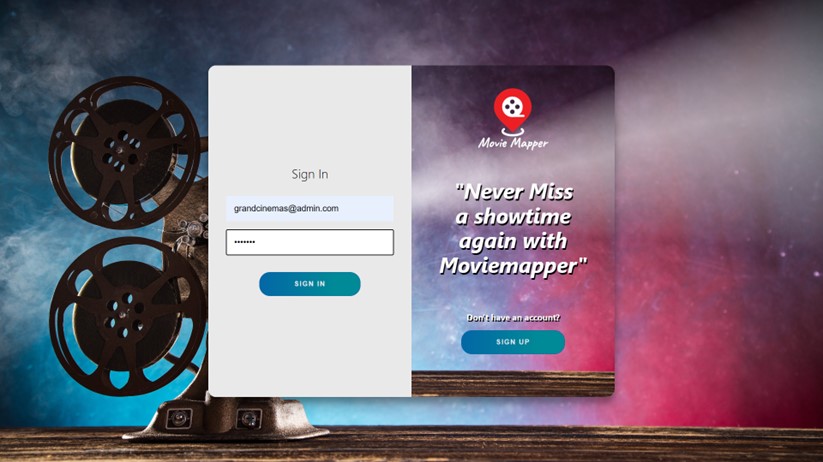 Sign In
grandcinemas@admin.com
•••••••
SIGN IN
Movie Mapper
"Never Miss
a showtime
again with
Moviemapper"
Don't have an account?
SIGN UP